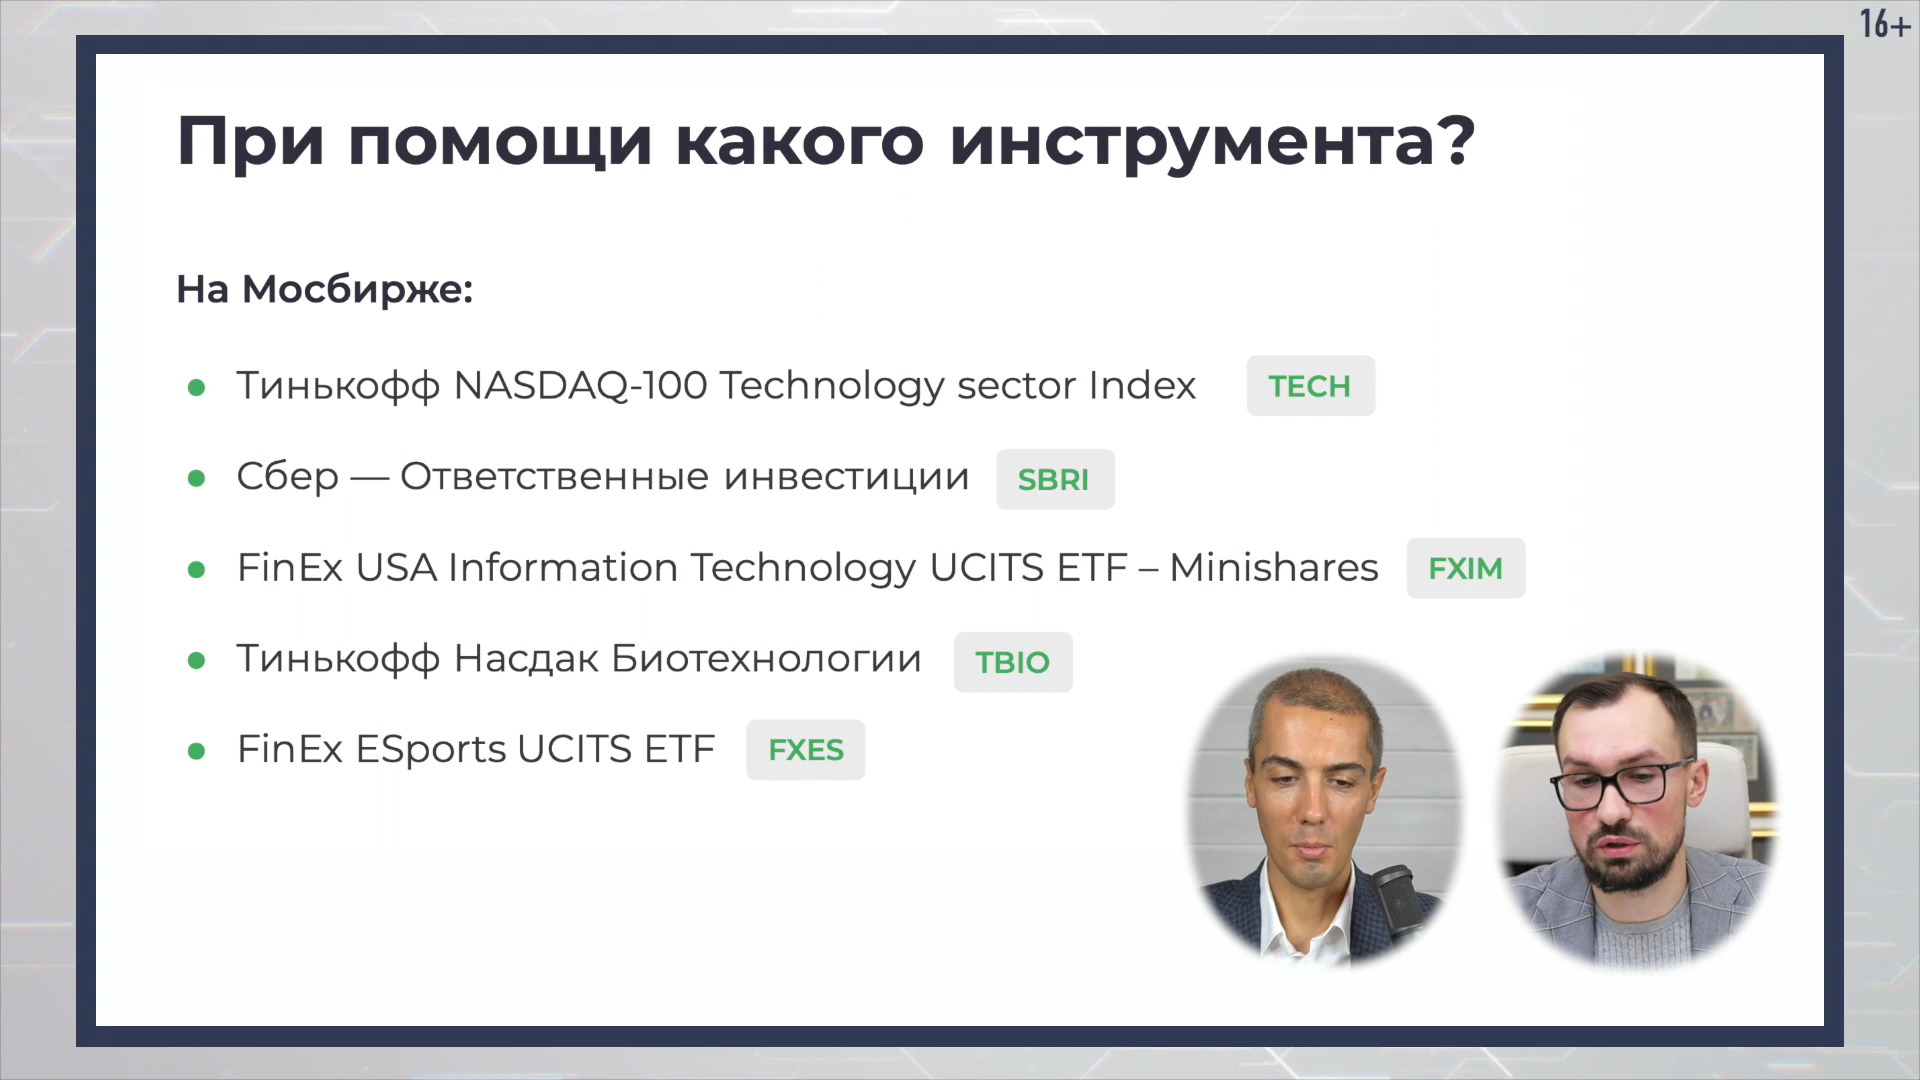 16+
При помощи какого инструмента?
На Мосбирже:
Тинькофф NASDAQ-100 Technology sector Index TECH
Сбер — Ответственные инвестиции SBRI
FinEx USA Information Technology UCITS ETF – Minishares FXIM
Тинькофф Насдак Биотехнологии TBIO
FinEx ESports UCITS ETF FXES